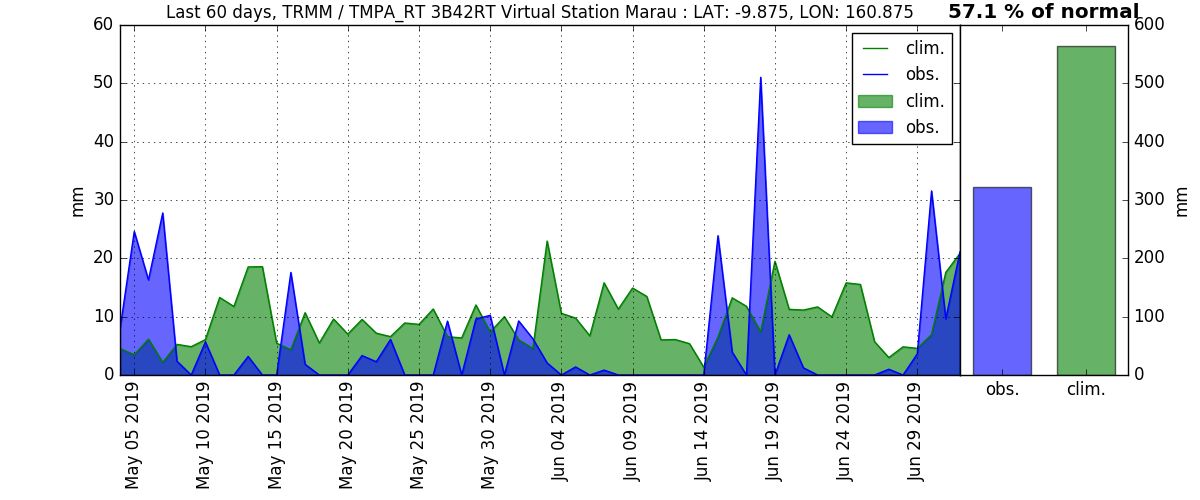 Last 60 days, TRMM / TMPA_RT 3B42RT Virtual Station Marau : LAT: -9.875, LON: 160.875
57.1 % of normal
60
50
40
30
20
10
0
mm
clim.
obs.
clim.
obs.
May 05 2019
May 10 2019
May 15 2019
May 20 2019
May 25 2019
May 30 2019
Jun 04 2019
Jun 09 2019
Jun 14 2019
Jun 19 2019
Jun 24 2019
Jun 29 2019
600
500
400
300
200
100
0
mm
obs.
clim.